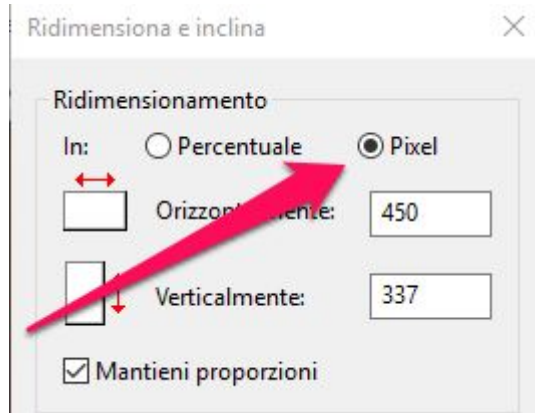 Ridimensiona e inclina
Ridimensionamento
In: Percentuale Pixel
450
Verticalmente: 337
Mantieni proporzioni